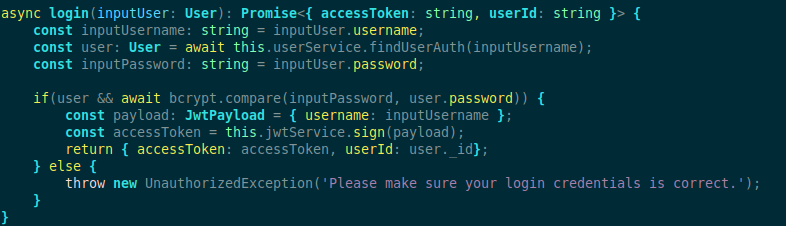 async login(inputUser: User): Promise<{ accessToken: string, userId: string }> {
    const inputUsername: string = inputUser.username;
    const user: User = await this.userService.findUserAuth(inputUsername);
    const inputPassword: string = inputUser.password;

    if(user && await bcrypt.compare(inputPassword, user.password)) {
        const payload: JwtPayload = { username: inputUsername };
        const accessToken = this.jwtService.sign(payload);
        return { accessToken: accessToken, userId: user._id};
    } else {
        throw new UnauthorizedException('Please make sure your login credentials is correct.');
    }
}